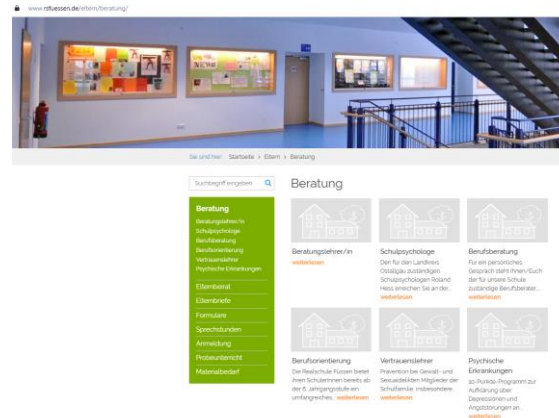 www.rsfuessen.de/eltern/beratung/
NEWS
Sie sind hier: Startseite > Eltern > Beratung
Suchbegriff eingeben
Beratung
Beratungslehrer/in
Schulpsychologe
Berufsberatung
Berufsorientierung
Vertrauenslehrer
Psychische Erkrankungen
Elternbeirat
Elternbriefe
Formulare
Sprechstunden
Anmeldung
Probeunterricht
Materialbedarf
Beratung
Beratungslehrer/in
weiterlesen
Schulpsychologe
Den für den Landkreis
Ostallgäu zuständigen
Schulpsychologen Roland
Hess erreichen Sie an der...
weiterlesen
Berufsberatung
Für ein persönliches
Gespräch steht Ihnen/Euch
der für unsere Schule
zuständige Berufsberater...
weiterlesen
Berufsorientierung
Die Realschule Füssen bietet
ihren Schülerinnen bereits ab
der 8. Jahrgangsstufe ein
umfangreiches... weiterlesen
Vertrauenslehrer
Prävention bei Gewalt- und
Sexualdelikten Mitglieder der
Schulfamilie, insbesondere...
weiterlesen
Psychische
Erkrankungen
10-Punkte-Programm zur
Aufklärung über
Depressionen und
Angststörungen an...
weiterlesen